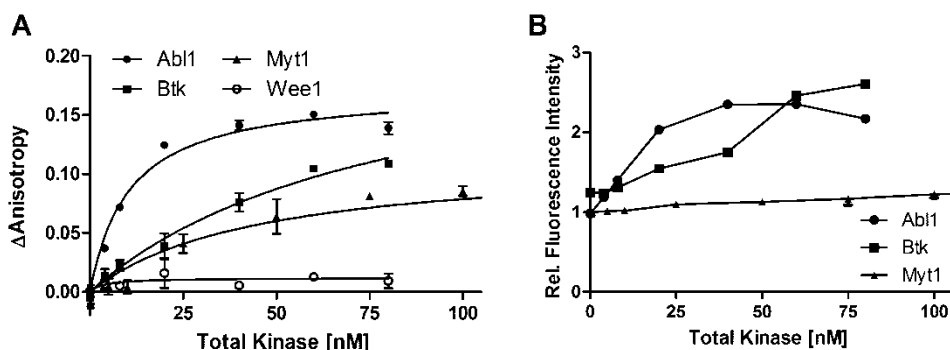 A
B
Abl1
Myt1
Btk
Wee1
ΔAnisotropy
0.20
0.15
0.10
0.05
0.00
0
25
50
75
100
Total Kinase [nM]
Rel. Fluorescence Intensity
3
2
1
0
0
25
50
75
100
Total Kinase [nM]
Abl1
Btk
Myt1